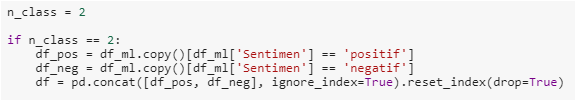 n_class = 2
if n_class == 2:
    df_pos = df_ml.copy()[df_ml['Sentimen'] == 'positif']
    df_neg = df_ml.copy()[df_ml['Sentimen'] == 'negatif']
    df = pd.concat([df_pos, df_neg], ignore_index=True).reset_index(drop=True)